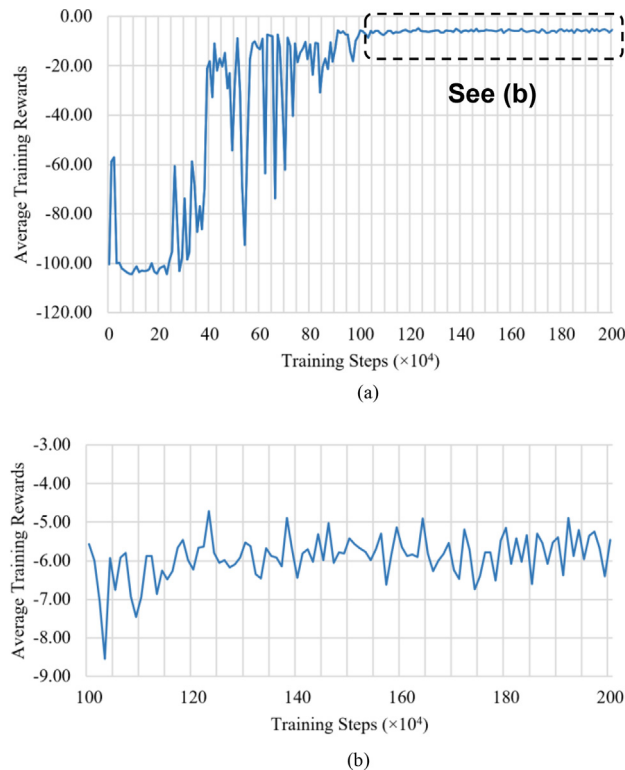 0.00
-20.00
-40.00
-60.00
-80.00
-100.00
-120.00
Average Training Rewards
See (b)
0 20 40 60 80 100 120 140 160 180 200
Training Steps (×10⁴)
(a)
-3.00
-4.00
-5.00
-6.00
-7.00
-8.00
-9.00
Average Training Rewards
100 120 140 160 180 200
Training Steps (×10⁴)
(b)